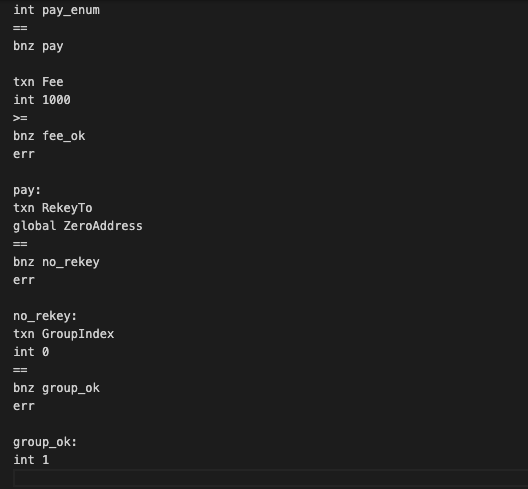 int pay_enum
==
bnz pay
txn Fee
int 1000
>=
bnz fee_ok
err
pay:
txn RekeyTo
global ZeroAddress
==
bnz no_rekey
err
no_rekey:
txn GroupIndex
int 0
==
bnz group_ok
err
group_ok:
int 1